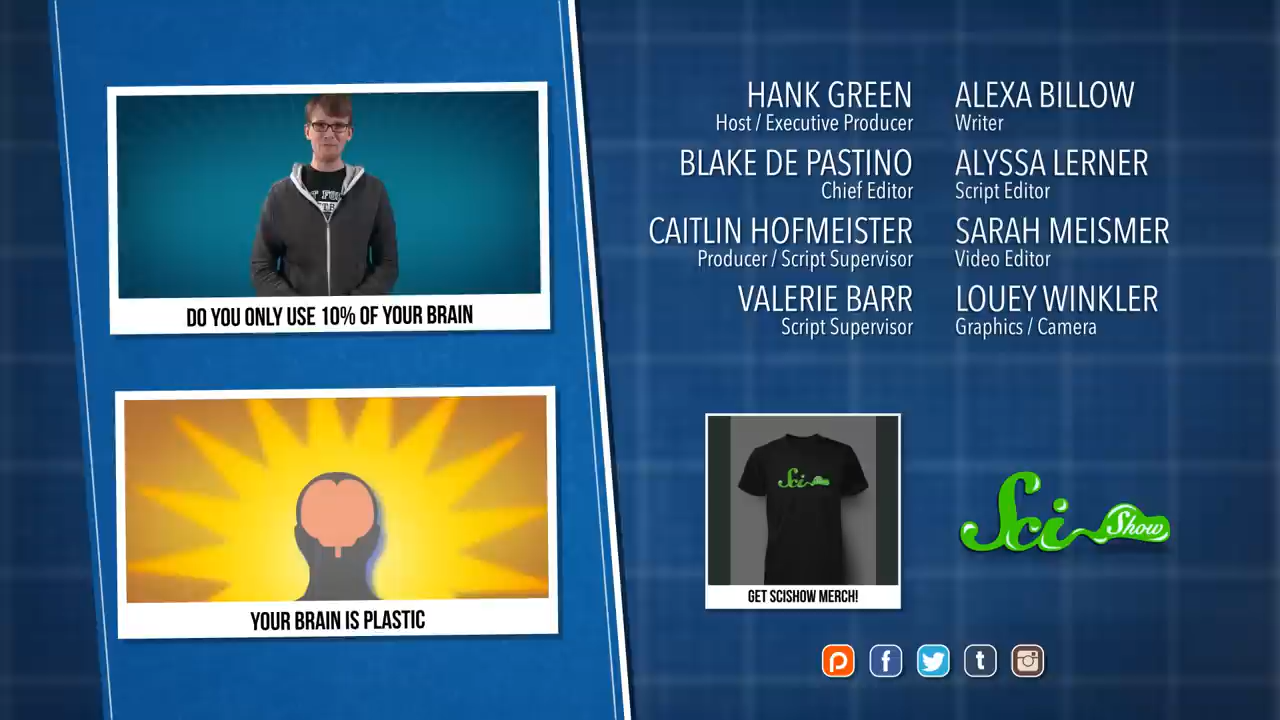 DO YOU ONLY USE 10% OF YOUR BRAIN
YOUR BRAIN IS PLASTIC
HANK GREEN
Host / Executive Producer
BLAKE DE PASTINO
Chief Editor
CAITLIN HOFMEISTER
Producer / Script Supervisor
VALERIE BARR
Script Supervisor
ALEXA BILLOW
Writer
ALYSSA LERNER
Script Editor
SARAH MEISMER
Video Editor
LOUEY WINKLER
Graphics / Camera
Sci Show
GET SCISHOW MERCH!
Sci Show